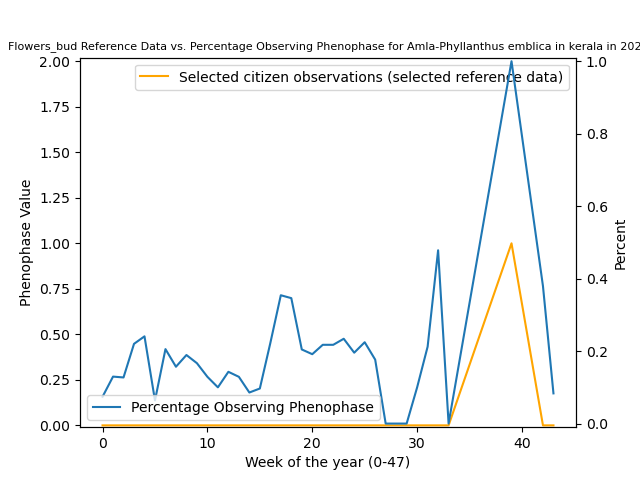 Flowers_bud Reference Data vs. Percentage Observing Phenophase for Amla-Phyllanthus emblica in kerala in 202
Selected citizen observations (selected reference data)
Percentage Observing Phenophase
Phenophase Value
Percent
2.00
1.75
1.50
1.25
1.00
0.75
0.50
0.25
0.00
1.0
0.8
0.6
0.4
0.2
0.0
0 10 20 30 40
Week of the year (0-47)